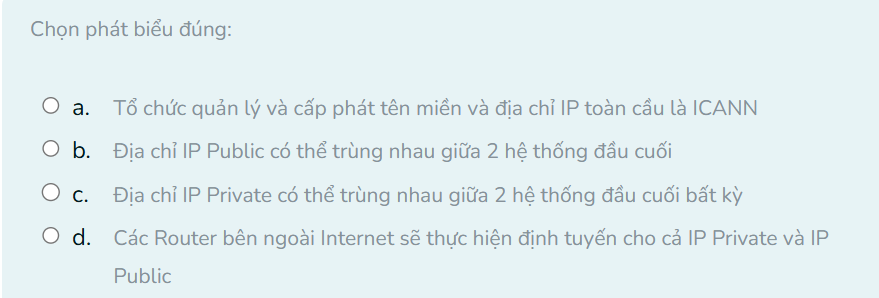 Chọn phát biểu đúng:
a. Tổ chức quản lý và cấp phát tên miền và địa chỉ IP toàn cầu là ICANN
b. Địa chỉ IP Public có thể trùng nhau giữa 2 hệ thống đầu cuối
c. Địa chỉ IP Private có thể trùng nhau giữa 2 hệ thống đầu cuối bất kỳ
d. Các Router bên ngoài Internet sẽ thực hiện định tuyến cho cả IP Private và IP
Public